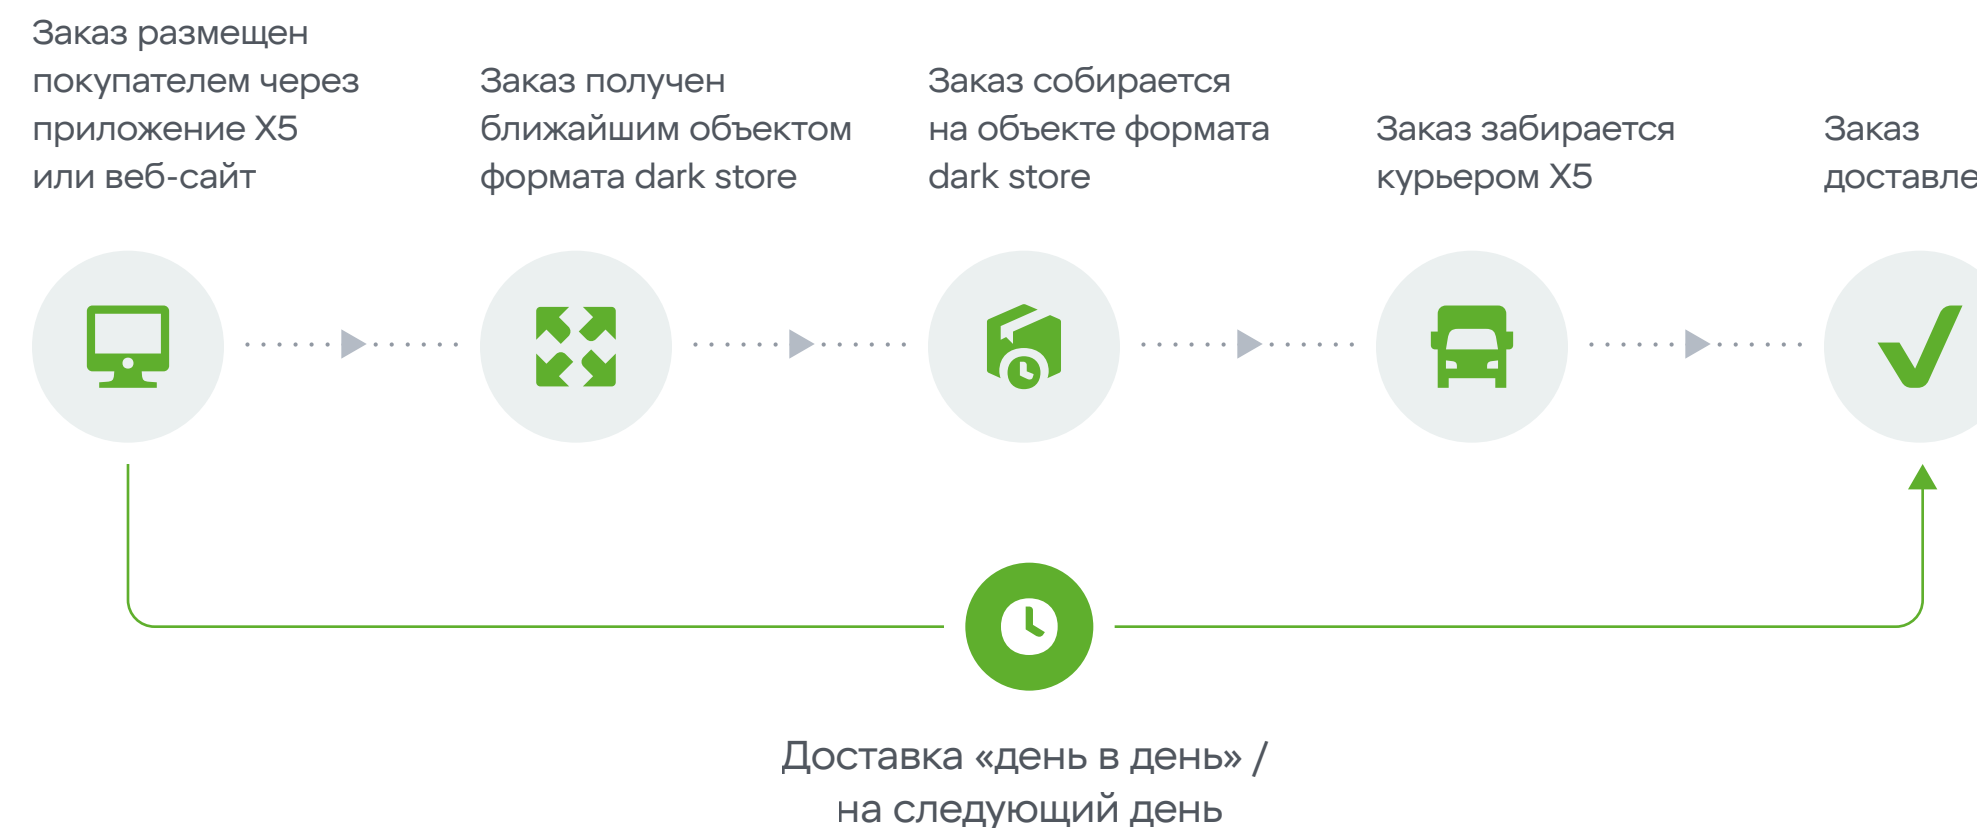 Заказ размещен
покупателем через
приложение X5
или веб-сайт
Заказ получен
ближайшим объектом
формата dark store
Заказ собирается
на объекте формата
dark store
Заказ забирается
курьером X5
Заказ
Доставка «день в день» /
на следующий день